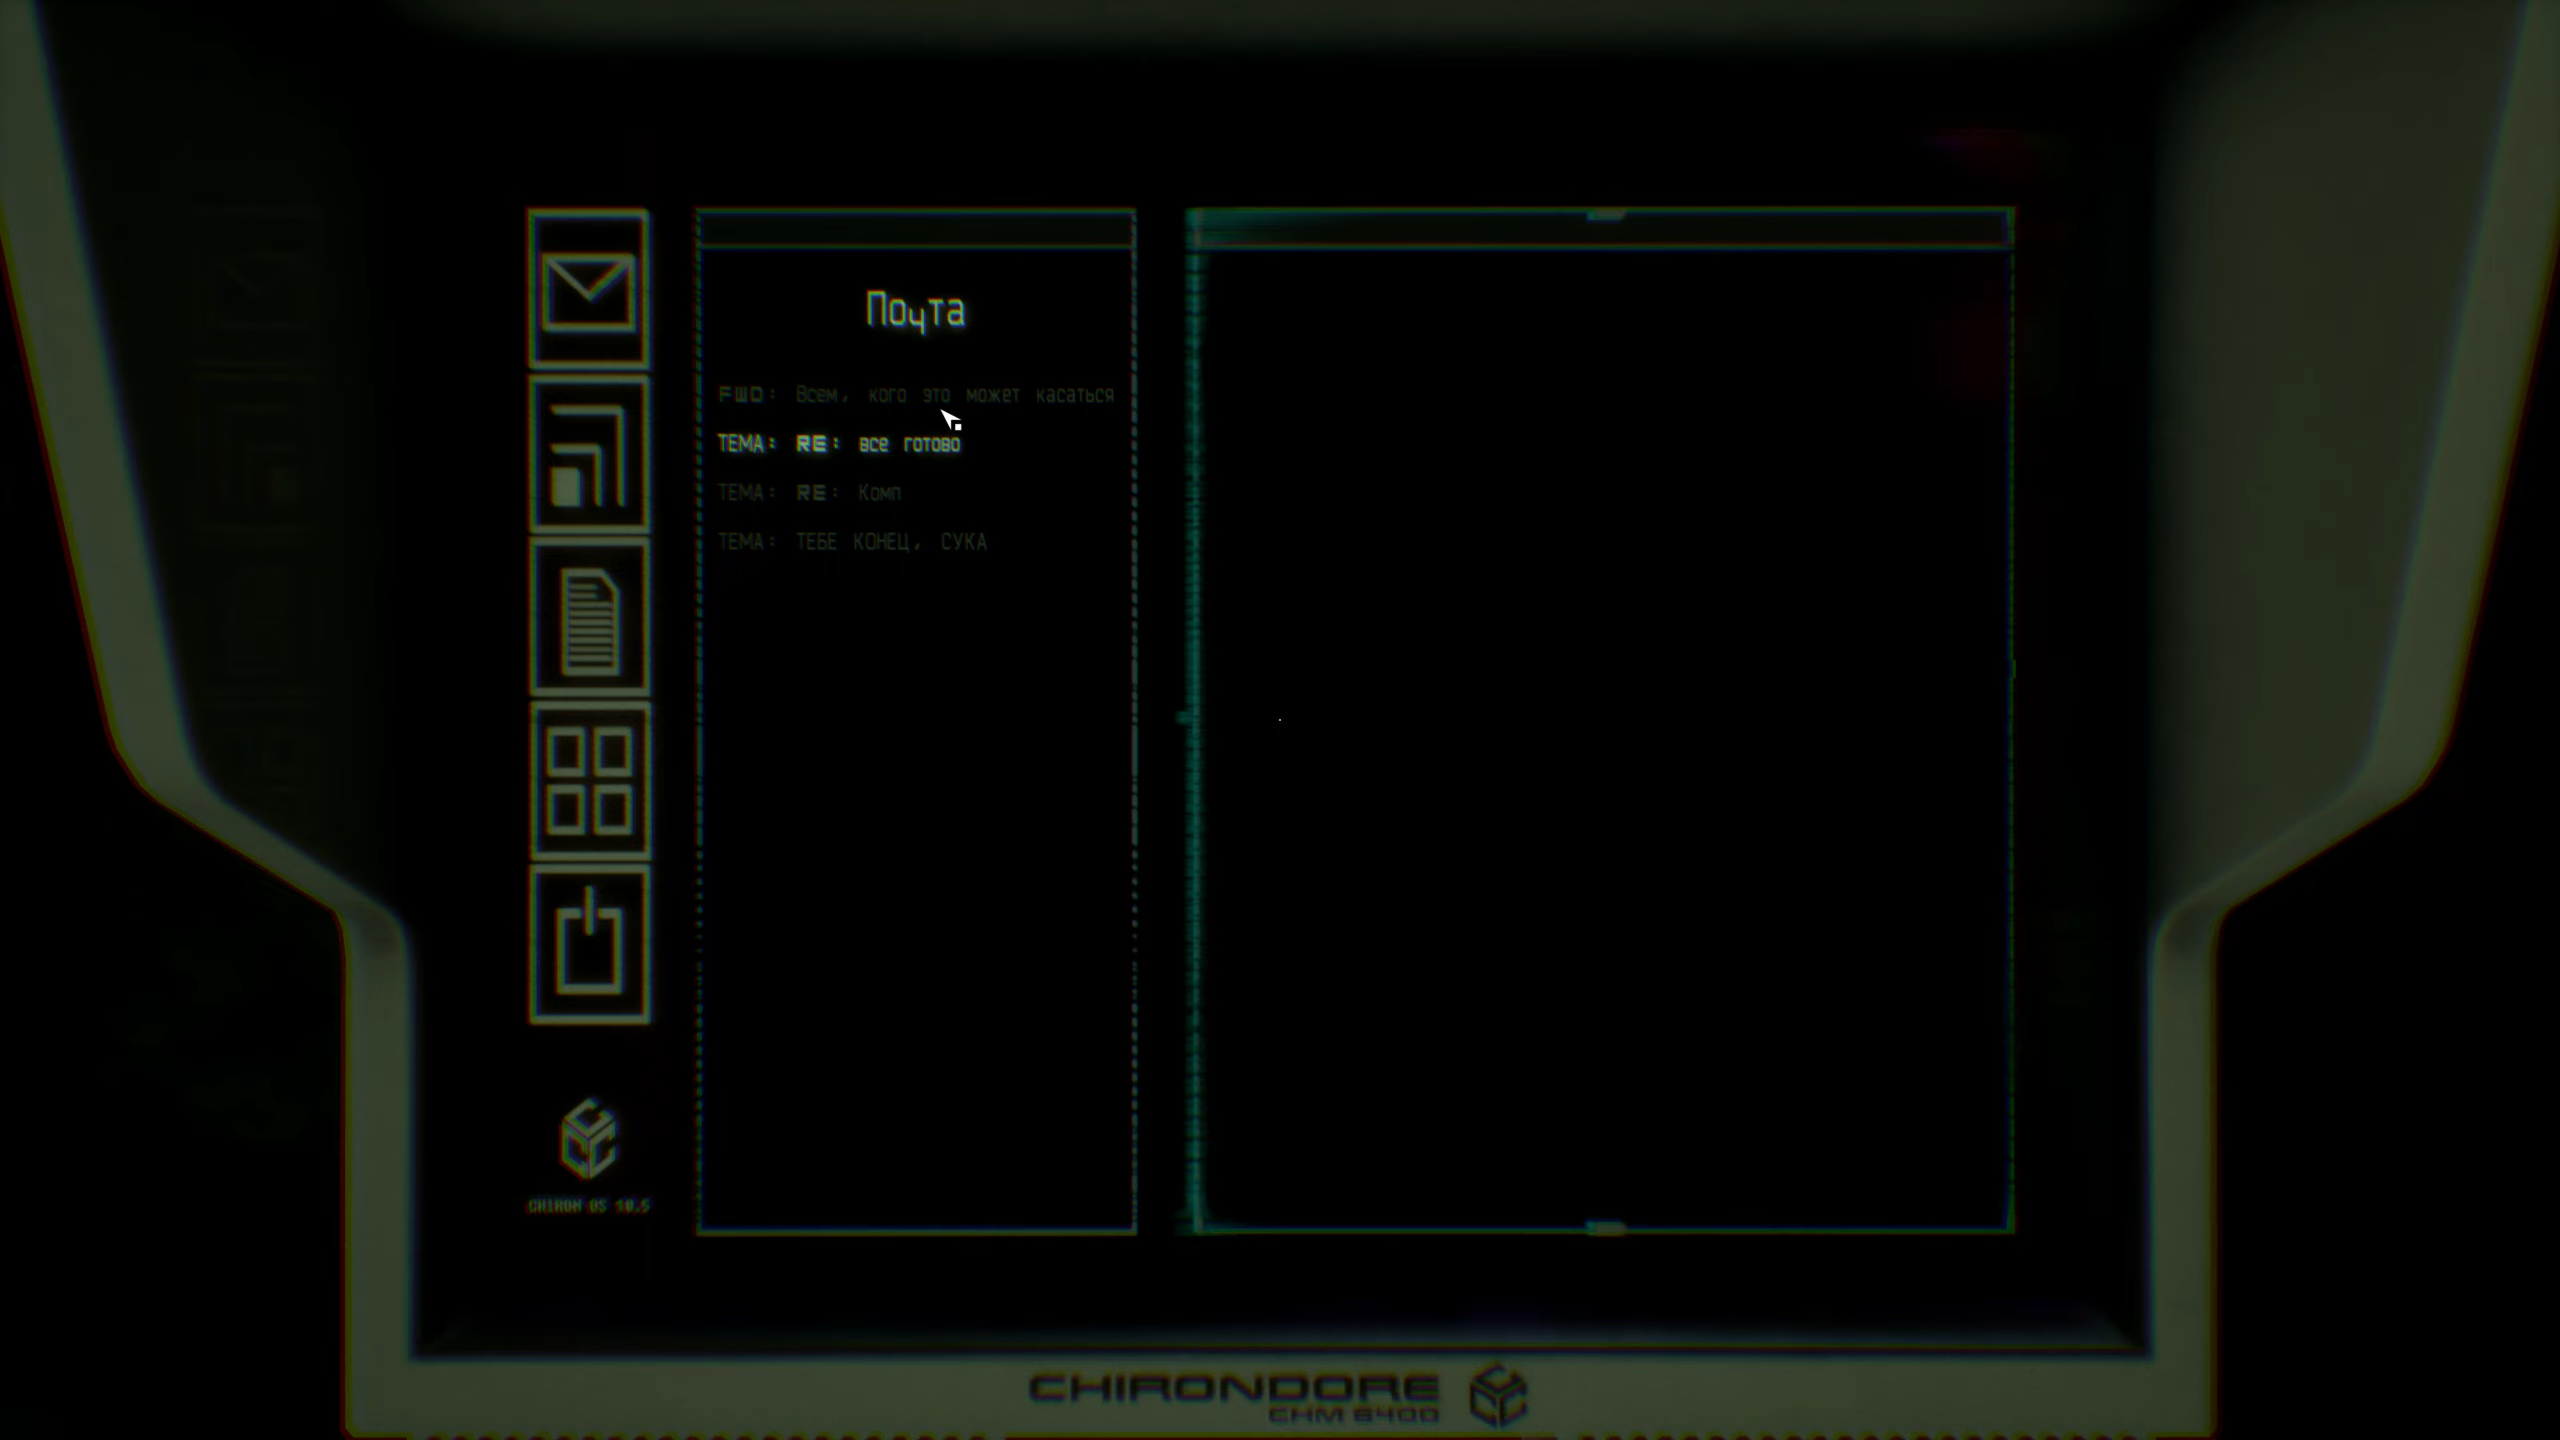 Почта
FWD: Всем, кого это может касаться
ТЕМА: RE: все готово
ТЕМА: RE: Комп
ТЕМА: ТЕБЕ КОНЕЦ, СУКА
CHIRON OS 10.5
CHIRONDORE
CHM 6400